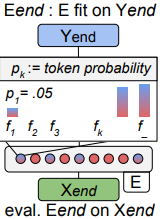 Eend : E fit on Yend
Yend
pk := token probability
p1= .05
f1 f2 f3 fk f_
E
Xend
eval. Eend on Xend